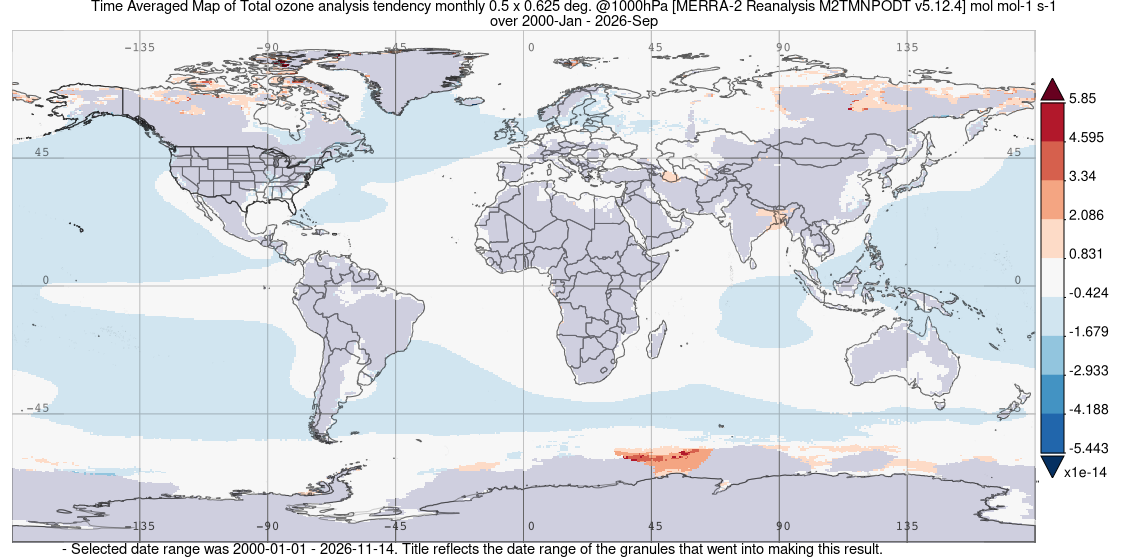 Time Averaged Map of Total ozone analysis tendency monthly 0.5 x 0.625 deg. @1000hPa [MERRA-2 Reanalysis M2TMNPODT v5.12.4] mol mol-1 s-1
over 2000-Jan - 2026-Sep
-135 -90 -45 0 45 90 135
5.85
4.595
45 45
3.34
2.086
0.831
0 0
-0.424
-1.679
-2.933
-45
-4.188
-5.443
x1e-14
-135 -90 -45 0 45 90 135
- Selected date range was 2000-01-01 - 2026-11-14. Title reflects the date range of the granules that went into making this result.